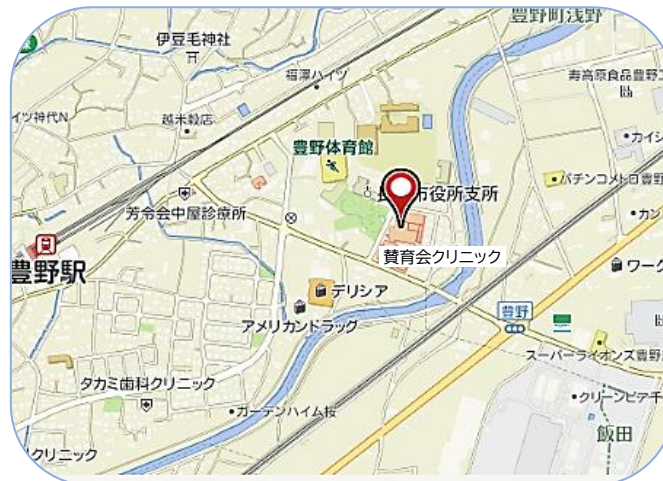 豊野町浅野
伊豆毛神社
福澤ハイツ
寿高原食品豊野工
イツ神代N
越米穀店
カイシ
豊野体育館
パチンコメトロ豊野
市役所支所
芳令会中屋診療所
カン
賛育会クリニック
豊野駅
ワーク
デリシア
豊野
アメリカンドラッグ
スーパーライオンズ豊野
タカミ歯科クリニック
クリーンピア千
ガーデンハイム桜
飯田
クリニック